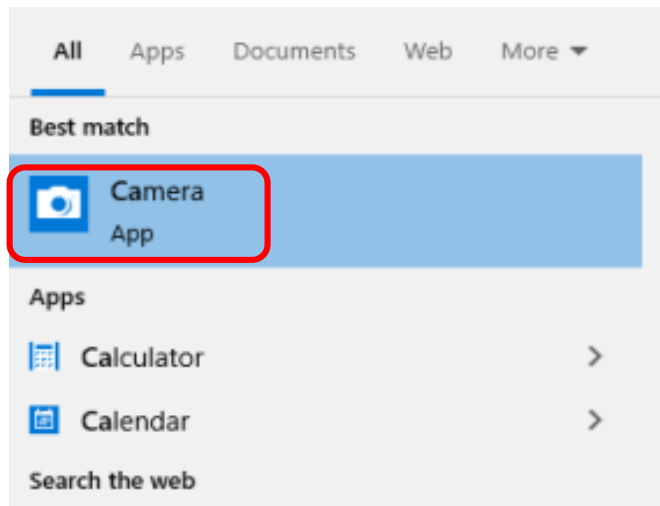 All Apps Documents Web More
Best match
Camera
App
Apps
Calculator
Calendar
Search the web